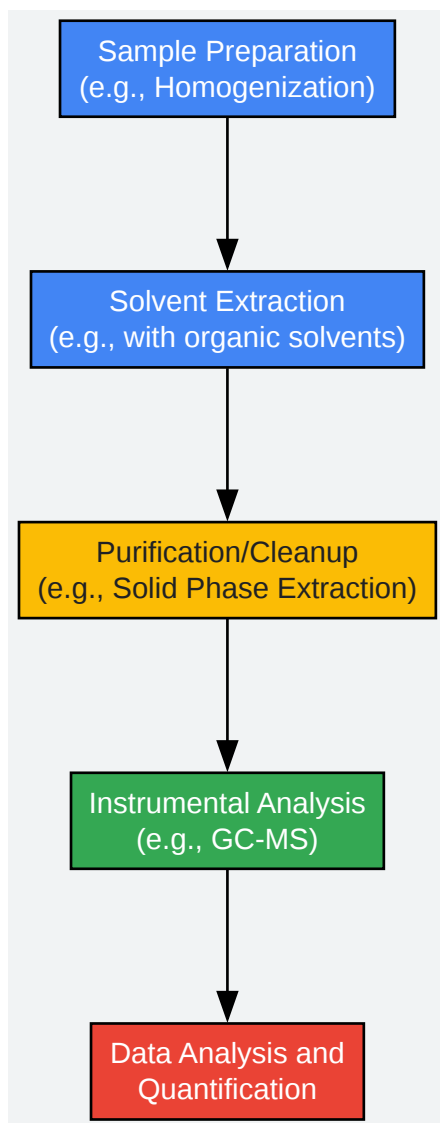 Sample Preparation
(e.g., Homogenization)
Solvent Extraction
(e.g., with organic solvents)
Purification/Cleanup
(e.g., Solid Phase Extraction)
Instrumental Analysis
(e.g., GC-MS)
Data Analysis and
Quantification